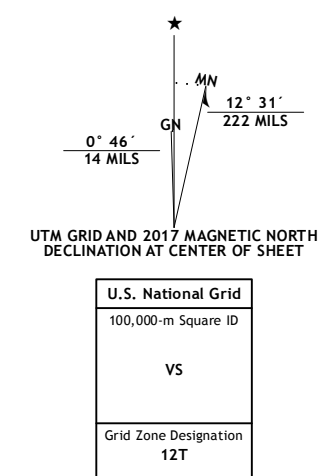 ★
MN
GN
12° 31´
222 MILS
0° 46´
14 MILS
UTM GRID AND 2017 MAGNETIC NORTH
DECLINATION AT CENTER OF SHEET
U.S. National Grid
100,000-m Square ID
VS
Grid Zone Designation
12T